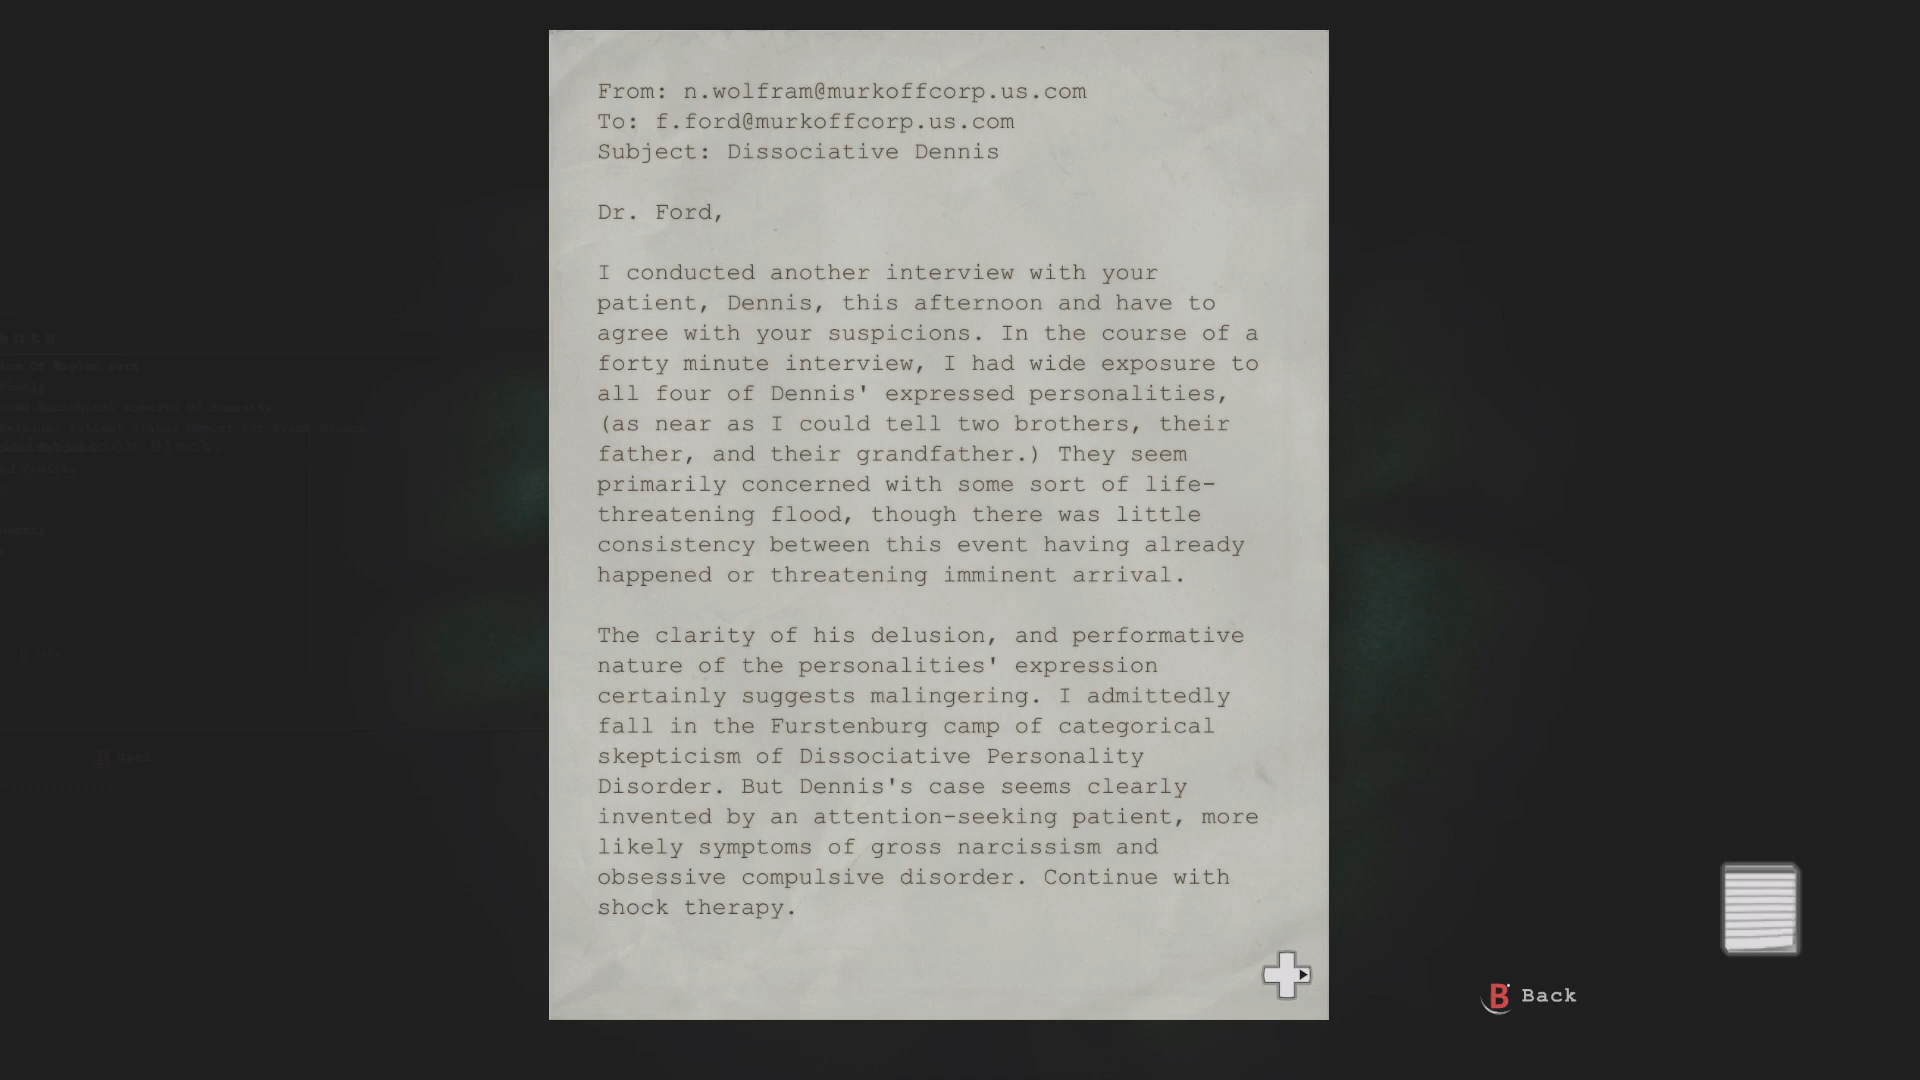 From: n.wolfram@murkoffcorp.us.com
To: f.ford@murkoffcorp.us.com
Subject: Dissociative Dennis
Dr. Ford,
I conducted another interview with your
patient, Dennis, this afternoon and have to
agree with your suspicions. In the course of a
forty minute interview, I had wide exposure to
all four of Dennis' expressed personalities,
(as near as I could tell two brothers, their
father, and their grandfather.) They seem
primarily concerned with some sort of life-
threatening flood, though there was little
consistency between this event having already
happened or threatening imminent arrival.
The clarity of his delusion, and performative
nature of the personalities' expression
certainly suggests malingering. I admittedly
fall in the Furstenburg camp of categorical
skepticism of Dissociative Personality
Disorder. But Dennis's case seems clearly
invented by an attention-seeking patient, more
likely symptoms of gross narcissism and
obsessive compulsive disorder. Continue with
shock therapy.
B Back
B Back